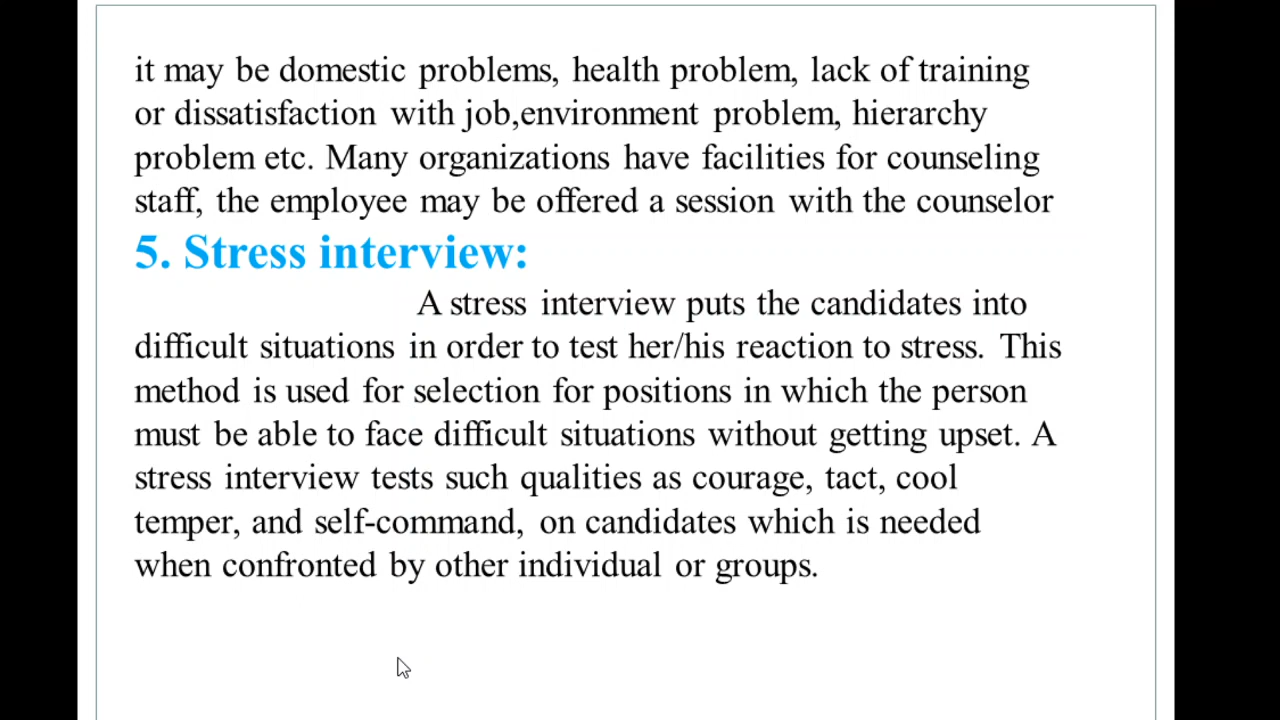 it may be domestic problems, health problem, lack of training
or dissatisfaction with job,environment problem, hierarchy
problem etc. Many organizations have facilities for counseling
staff, the employee may be offered a session with the counselor
5. Stress interview:
A stress interview puts the candidates into
difficult situations in order to test her/his reaction to stress. This
method is used for selection for positions in which the person
must be able to face difficult situations without getting upset. A
stress interview tests such qualities as courage, tact, cool
temper, and self-command, on candidates which is needed
when confronted by other individual or groups.